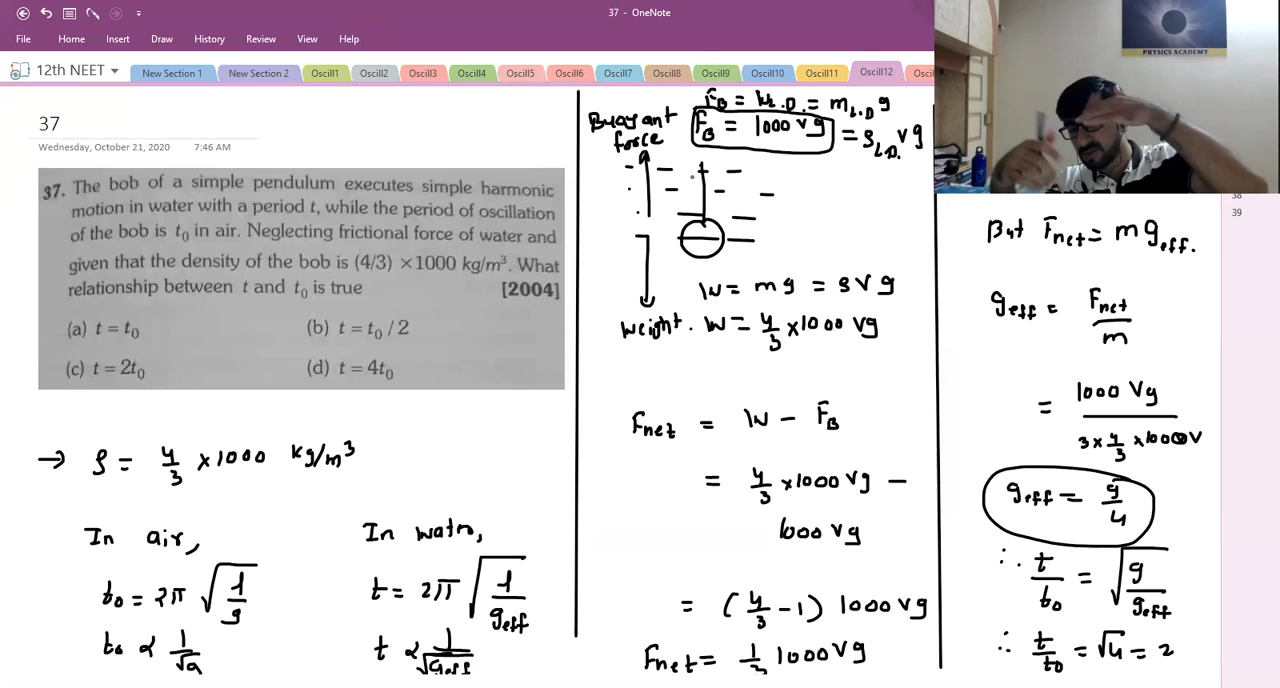 37 - OneNote
File Home Insert Draw History Review View Help
12th NEET New Section 1 New Section 2 Oscill1 Oscill2 Oscill3 Oscill4 Oscill5 Oscill6 Oscill7 Oscill8 Oscill9 Oscill10 Oscill11 Oscill12 Oscil
PHYSICS ACADEMY
37
Wednesday, October 21, 2020 7:46 AM
37. The bob of a simple pendulum executes simple harmonic
motion in water with a period t, while the period of oscillation
of the bob is t₀ in air. Neglecting frictional force of water and
given that the density of the bob is (4/3) ×1000 kg/m³. What
relationship between t and t₀ is true [2004]
(a) t = t₀ (b) t = t₀ / 2
(c) t = 2t₀ (d) t = 4t₀
→ ρ = 4/3 ×1000 kg/m³
In air,
t₀ = 2π √(l/g)
t₀ ∝ 1/√g
In water,
t = 2π √(l/geff)
t ∝ 1/√geff
F_B = W_L.D. = m_L.D g
Buoyant
force
F_B = 1000 Vg = ρ_L.D. Vg
W = mg = ρVg
Weight. W = 4/3 ×1000 Vg
Fnet = W − F_B
= 4/3 ×1000 Vg −
1000 Vg
= (4/3 − 1) 1000 Vg
Fnet = 1/3 1000 Vg
38
39
But Fnet = m geff.
geff = Fnet/m
= 1000 Vg / 3 × 4/3 ×1000 V
geff = g/4
∴ t/t₀ = √(g/geff)
∴ t/t₀ = √4 = 2